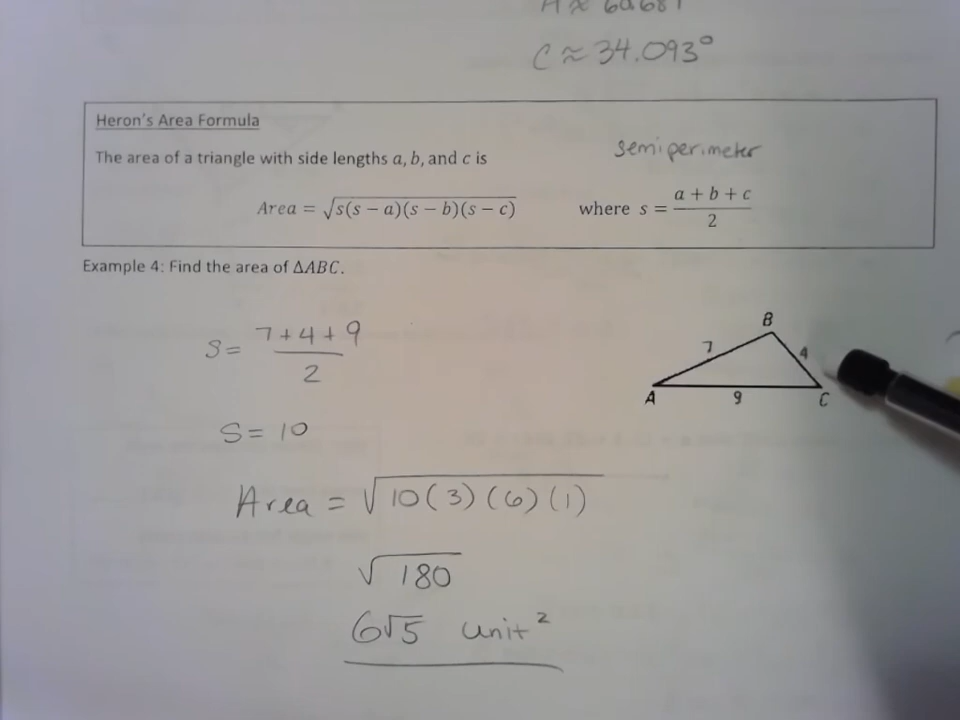 C ≈ 34.093°
Heron's Area Formula
The area of a triangle with side lengths a, b, and c is
semiperimeter
Area = √s(s − a)(s − b)(s − c) where s = a + b + c / 2
Example 4: Find the area of ΔABC.
S = 7+4+9 / 2
B
7
4
A
9
C
S = 10
Area = √10(3)(6)(1)
√180
6√5 unit²